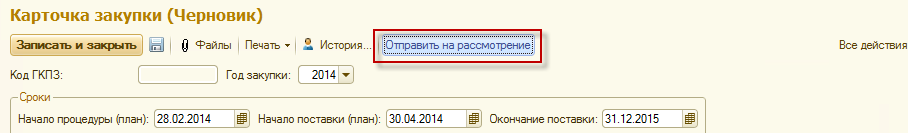 Карточка закупки (Черновик)
Записать и закрыть Файлы Печать История... Отправить на рассмотрение Все действия
Код ГКПЗ: Год закупки: 2014
Сроки
Начало процедуры (план): 28.02.2014 Начало поставки (план): 30.04.2014 Окончание поставки: 31.12.2015